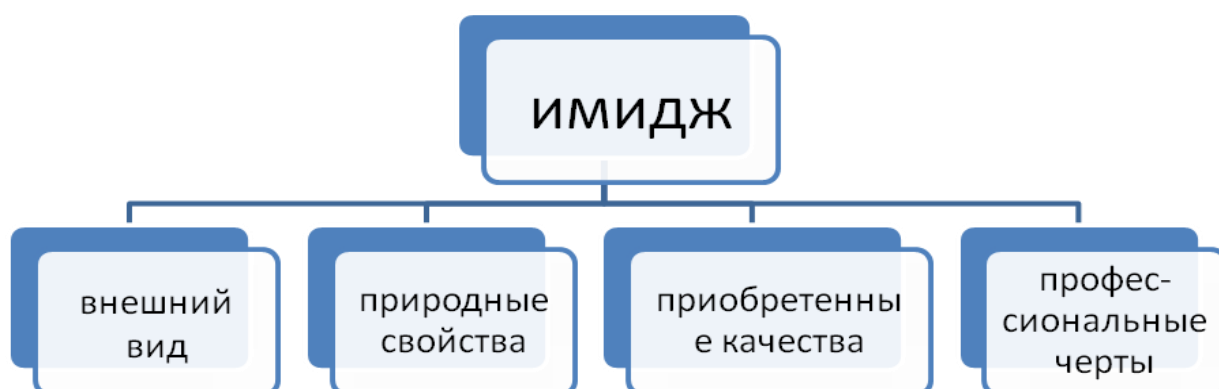 имидж
внешний
вид
природные
свойства
приобретенны
е качества
профес-
сиональные
черты